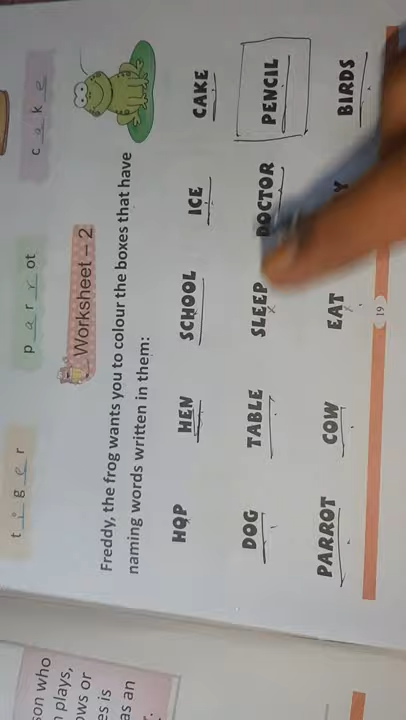 t i g e r p a r r ot c a k e
Worksheet – 2
Freddy, the frog wants you to colour the boxes that have
naming words written in them:
HOP HEN SCHOOL ICE CAKE
DOG TABLE SLEEP DOCTOR PENCIL
PARROT COW EAT BIRDS
19
son who
plays,
ows or
es is
as an